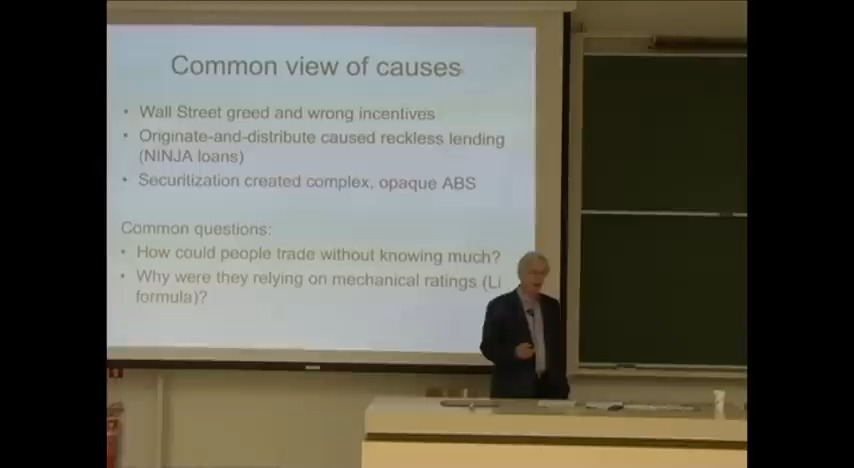 Common view of causes
• Wall Street greed and wrong incentives
• Originate-and-distribute caused reckless lending
(NINJA loans)
• Securitization created complex, opaque ABS
Common questions:
• How could people trade without knowing much?
• Why were they relying on mechanical ratings (Li
formula)?